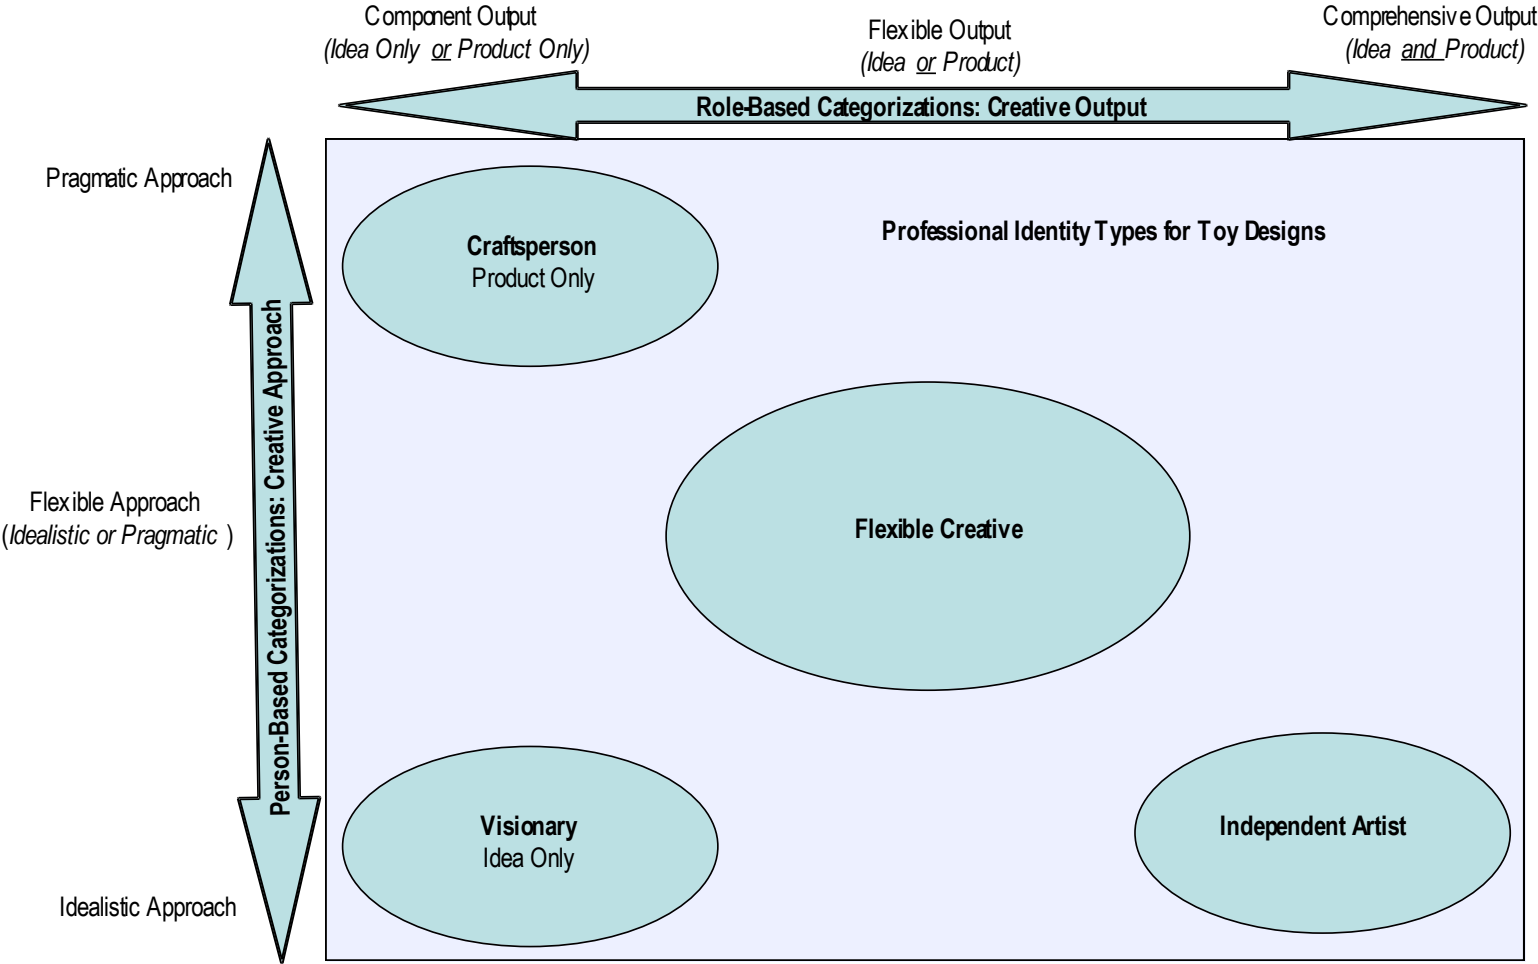 Component Output
(Idea Only or Product Only)
Flexible Output
(Idea or Product)
Comprehensive Output
(Idea and Product)
Role-Based Categorizations: Creative Output
Pragmatic Approach
Professional Identity Types for Toy Designs
Craftsperson
Product Only
Person-Based Categorizations: Creative Approach
Flexible Approach
(Idealistic or Pragmatic )
Flexible Creative
Visionary
Idea Only
Independent Artist
Idealistic Approach